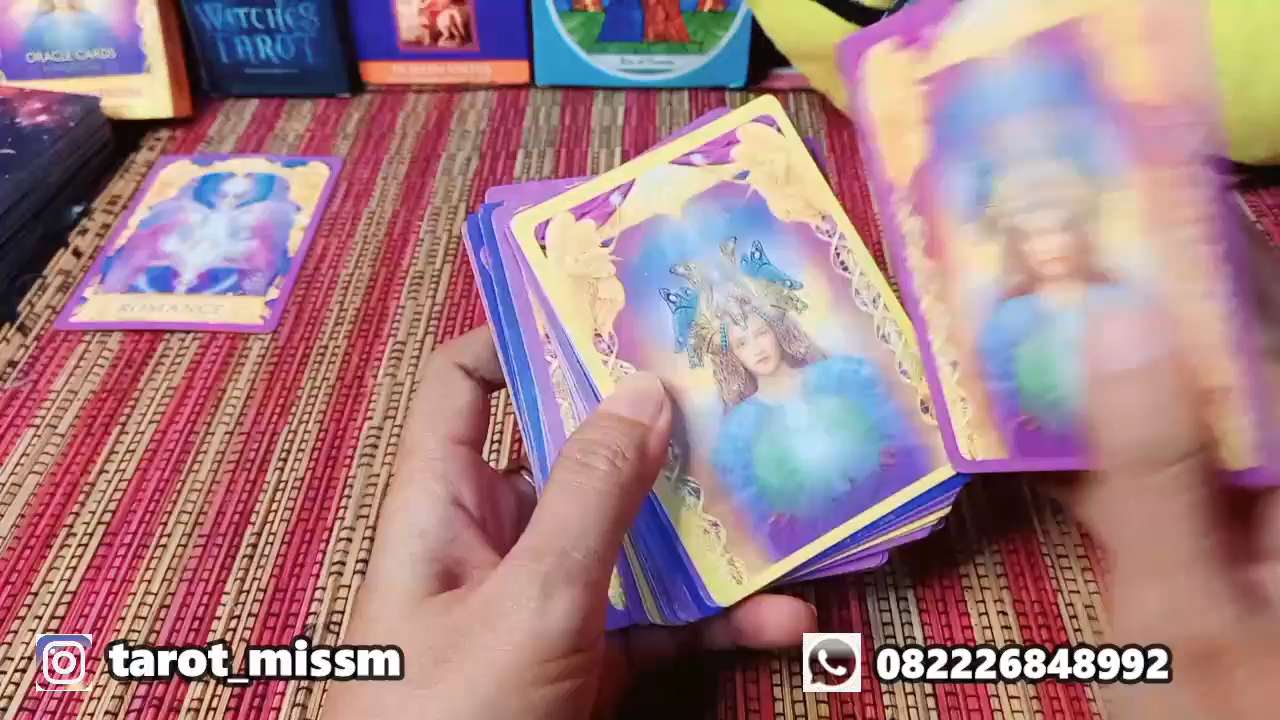 ORACLE CARDS
WITCHES
TAROT
ROMANCE
tarot_missm
082226848992